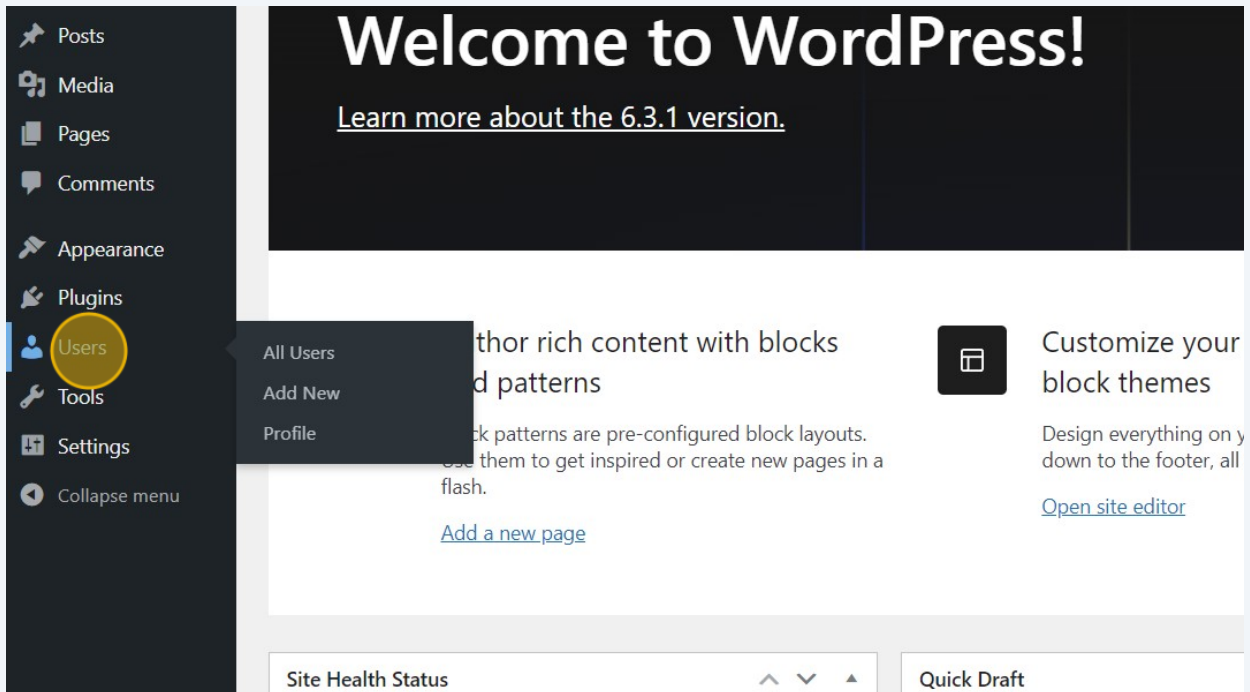 Posts
Media
Pages
Comments
Appearance
Plugins
Users
Tools
Settings
Collapse menu
All Users
Add New
Profile
Welcome to WordPress!
Learn more about the 6.3.1 version.
thor rich content with blocks
d patterns
ck patterns are pre-configured block layouts.
them to get inspired or create new pages in a
flash.
Add a new page
Customize your
block themes
Design everything on y
down to the footer, all
Open site editor
Site Health Status
Quick Draft